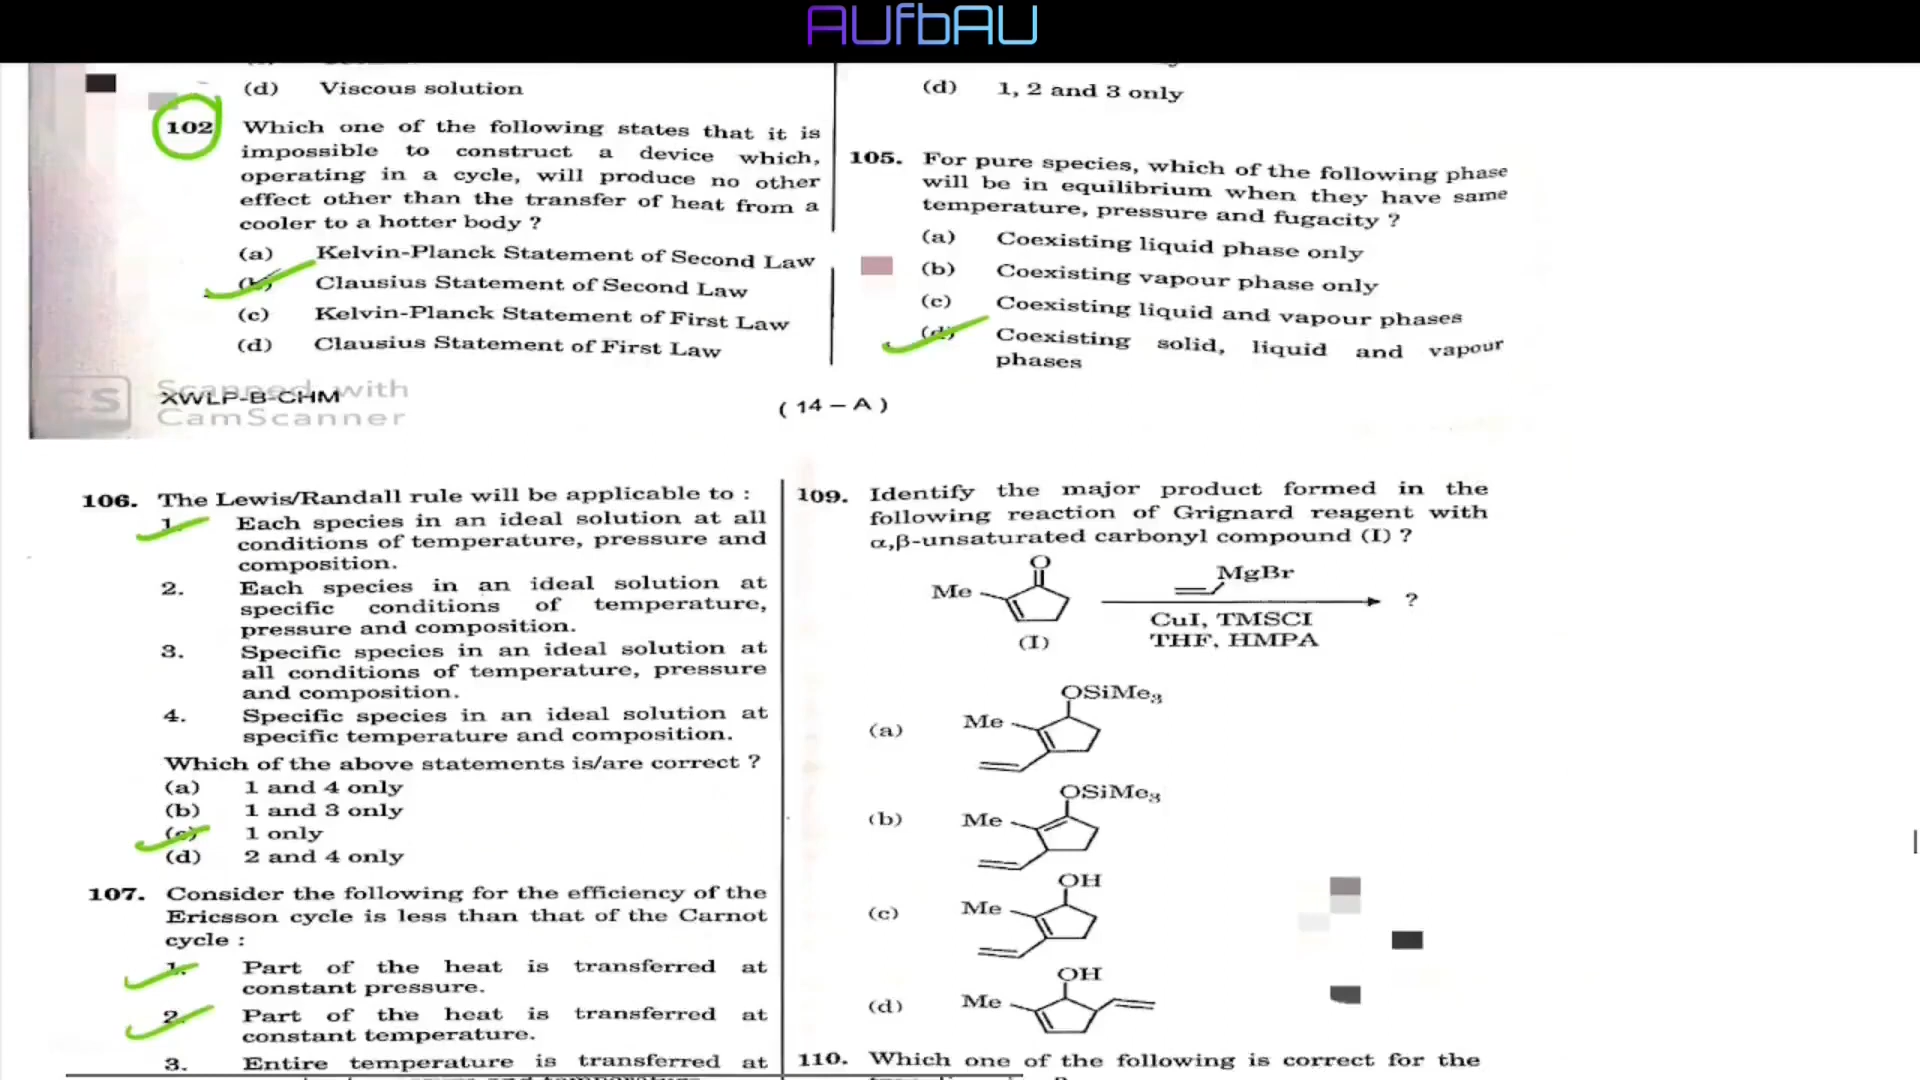 AUFBAU
(d) Viscous solution
102 Which one of the following states that it is
impossible to construct a device which,
operating in a cycle, will produce no other
effect other than the transfer of heat from a
cooler to a hotter body ?
(a) Kelvin-Planck Statement of Second Law
(b) Clausius Statement of Second Law
(c) Kelvin-Planck Statement of First Law
(d) Clausius Statement of First Law
(d) 1, 2 and 3 only
105. For pure species, which of the following phase
will be in equilibrium when they have same
temperature, pressure and fugacity ?
(a) Coexisting liquid phase only
(b) Coexisting vapour phase only
(c) Coexisting liquid and vapour phases
(d) Coexisting solid, liquid and vapour
phases
CS Scanned with
CamScanner
XWLP-B-CHM
( 14 – A )
106. The Lewis/Randall rule will be applicable to :
1. Each species in an ideal solution at all
conditions of temperature, pressure and
composition.
2. Each species in an ideal solution at
specific conditions of temperature,
pressure and composition.
3. Specific species in an ideal solution at
all conditions of temperature, pressure
and composition.
4. Specific species in an ideal solution at
specific temperature and composition.
Which of the above statements is/are correct ?
(a) 1 and 4 only
(b) 1 and 3 only
(c) 1 only
(d) 2 and 4 only
107. Consider the following for the efficiency of the
Ericsson cycle is less than that of the Carnot
cycle :
1. Part of the heat is transferred at
constant pressure.
2. Part of the heat is transferred at
constant temperature.
3. Entire temperature is transferred at
109. Identify the major product formed in the
following reaction of Grignard reagent with
α,β-unsaturated carbonyl compound (I) ?
O
Me
(I)
MgBr
CuI, TMSCI
THF, HMPA
?
(a) Me OSiMe3
(b) Me OSiMe3
(c) Me OH
(d) Me OH
110. Which one of the following is correct for the